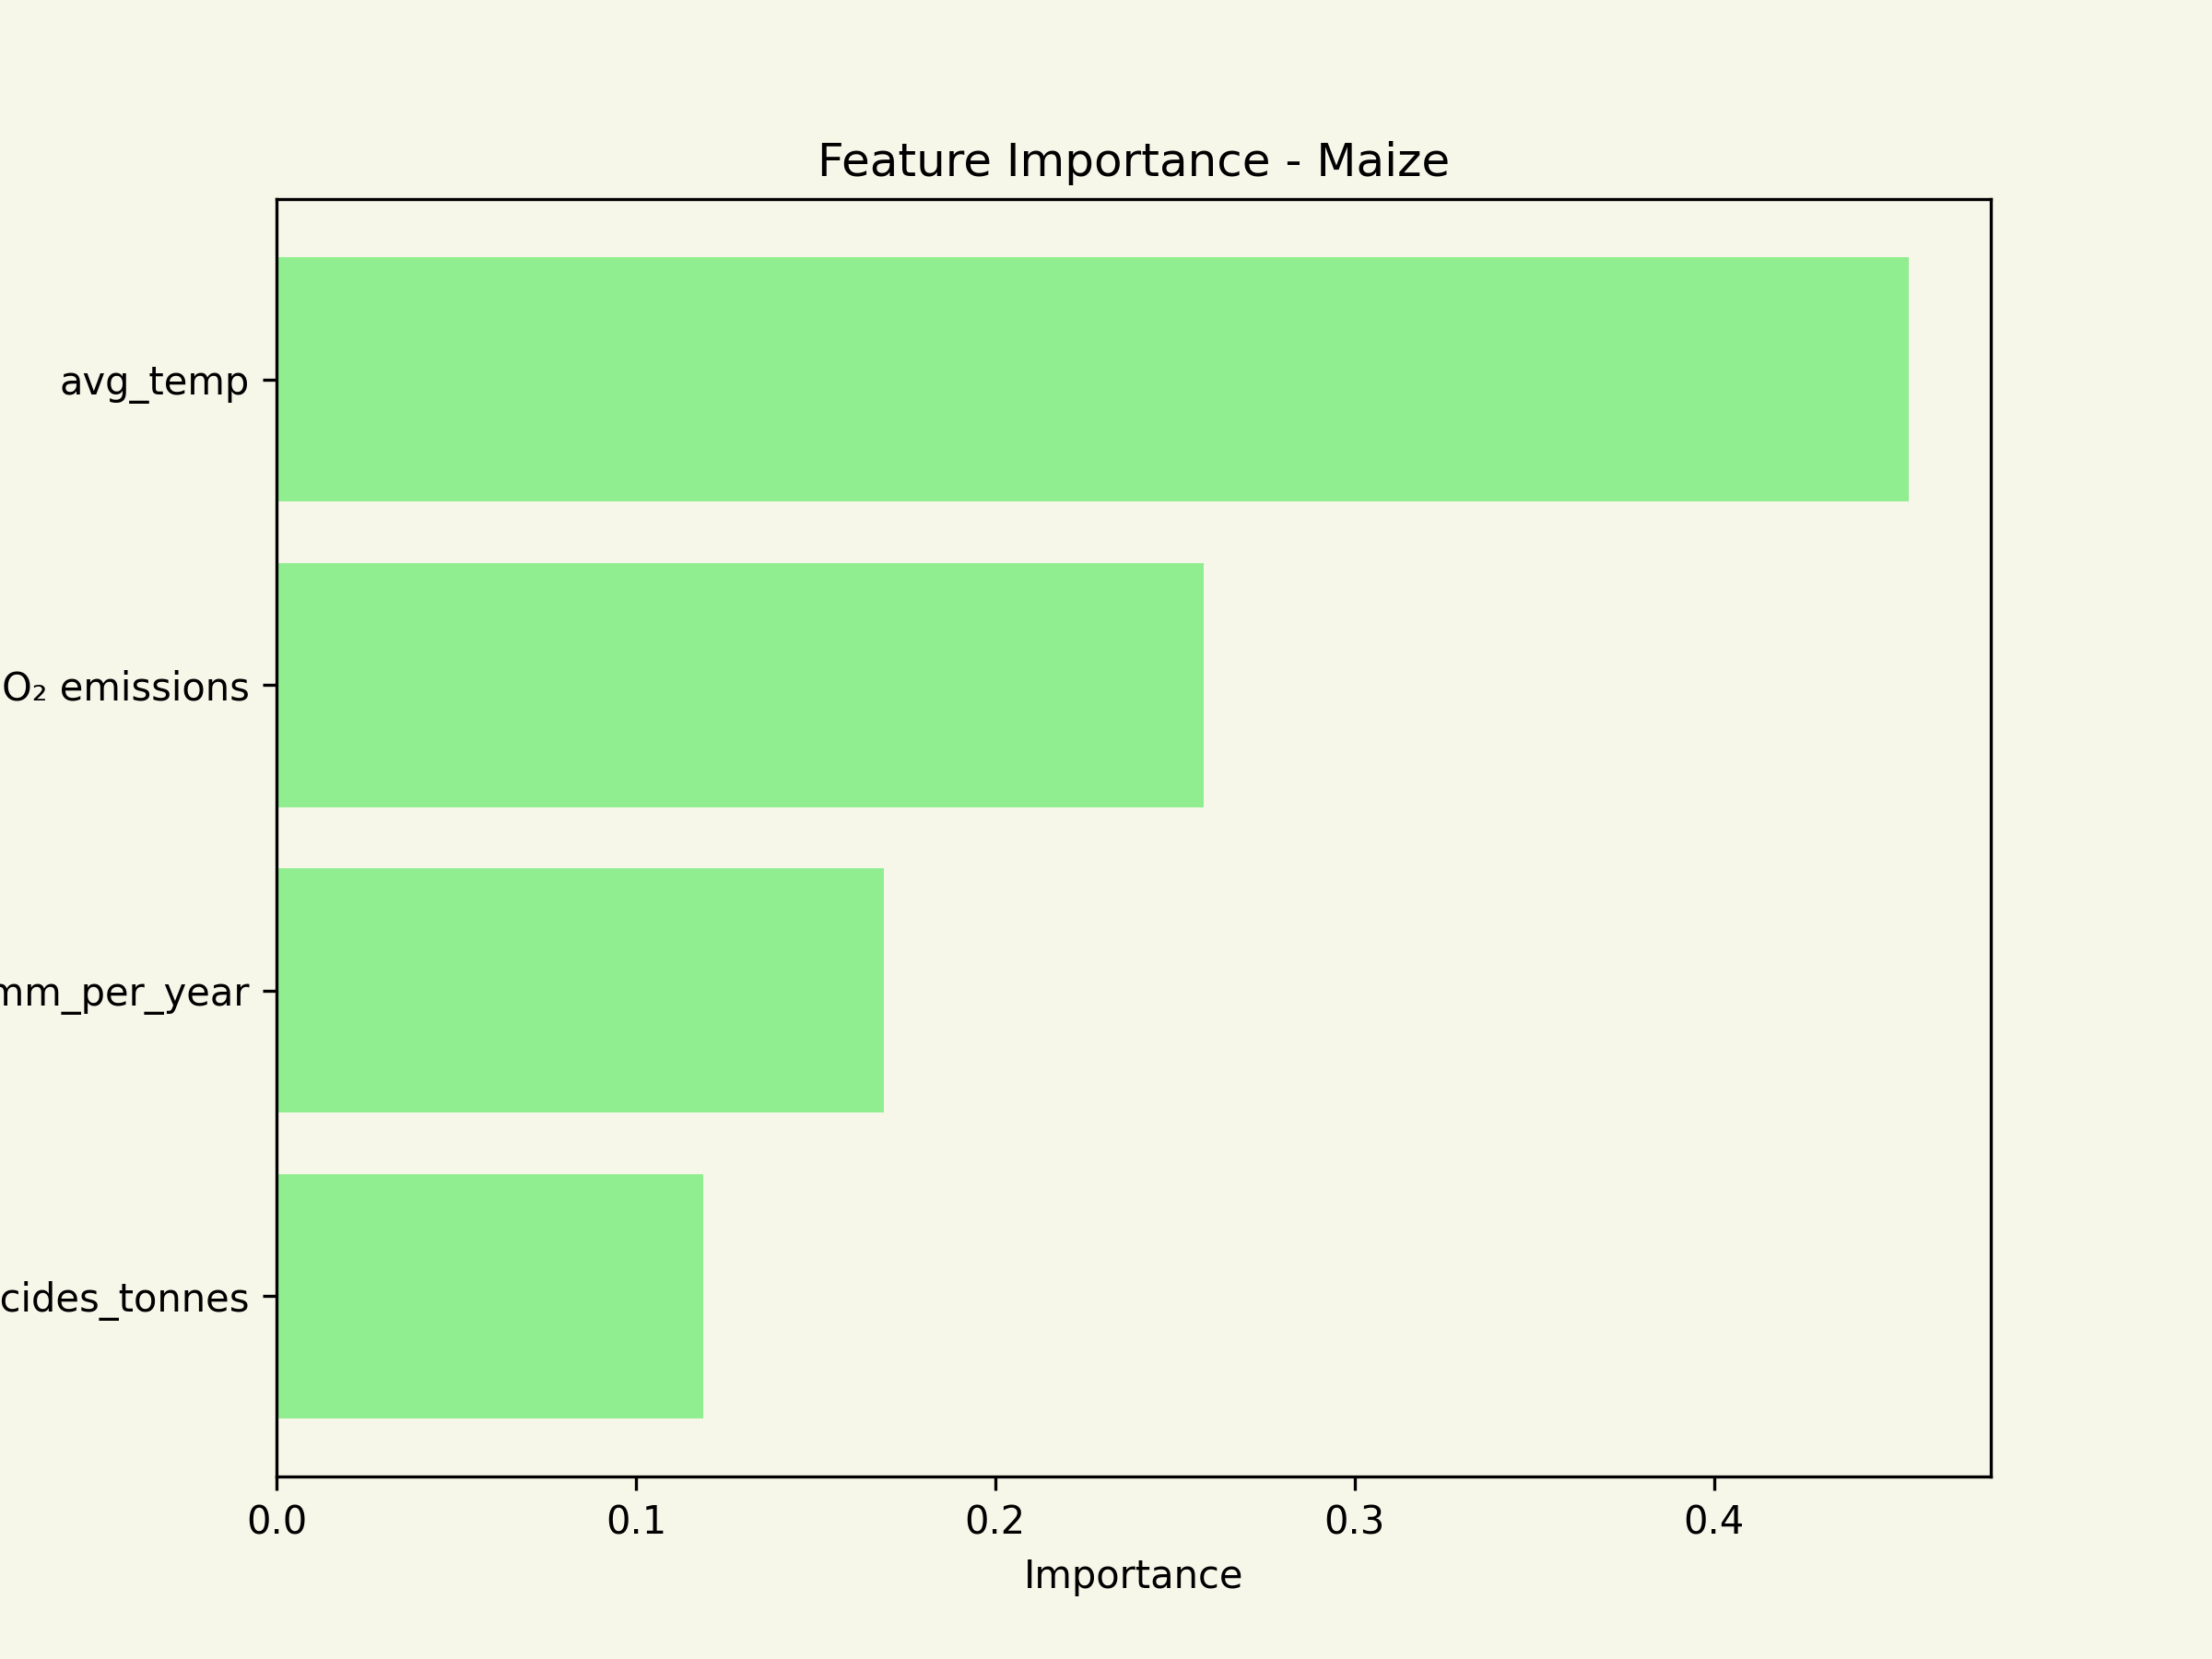 Feature Importance - Maize
avg_temp
O₂ emissions
mm_per_year
cides_tonnes
0.0 0.1 0.2 0.3 0.4
Importance